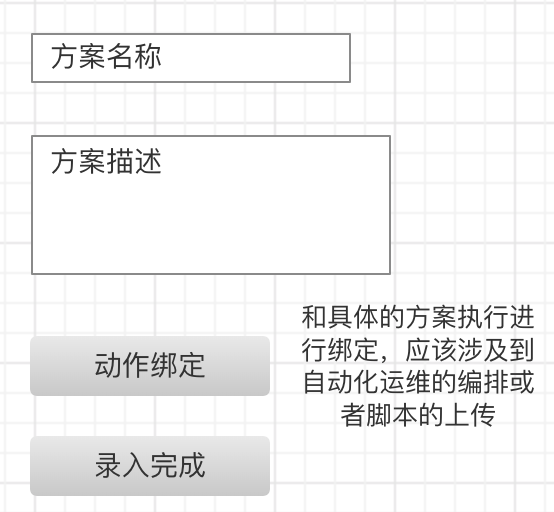 方案名称
方案描述
和具体的方案执行进
行绑定，应该涉及到
自动化运维的编排或
者脚本的上传
动作绑定
录入完成